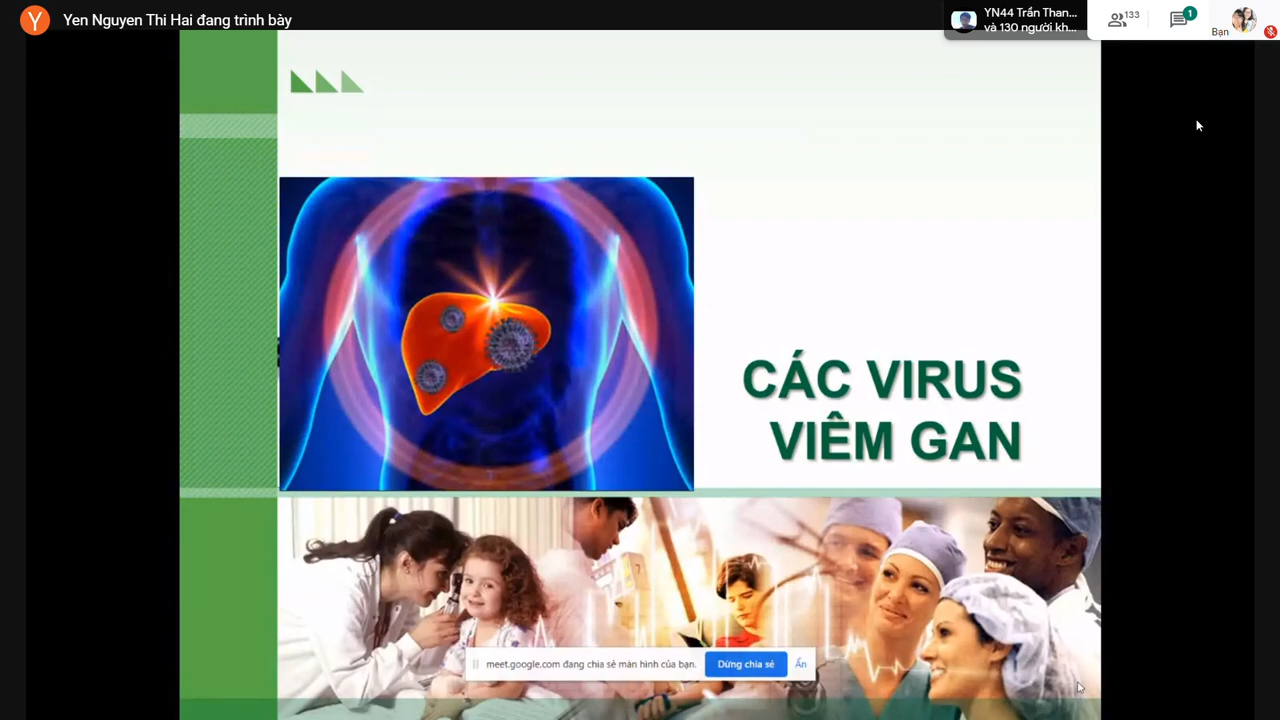 Y
Yen Nguyen Thi Hai đang trình bày
YN44 Trần Than...
và 130 người kh...
133
1
Bạn
CÁC VIRUS
VIÊM GAN
meet.google.com đang chia sẻ màn hình của bạn.
Dừng chia sẻ
Ẩn